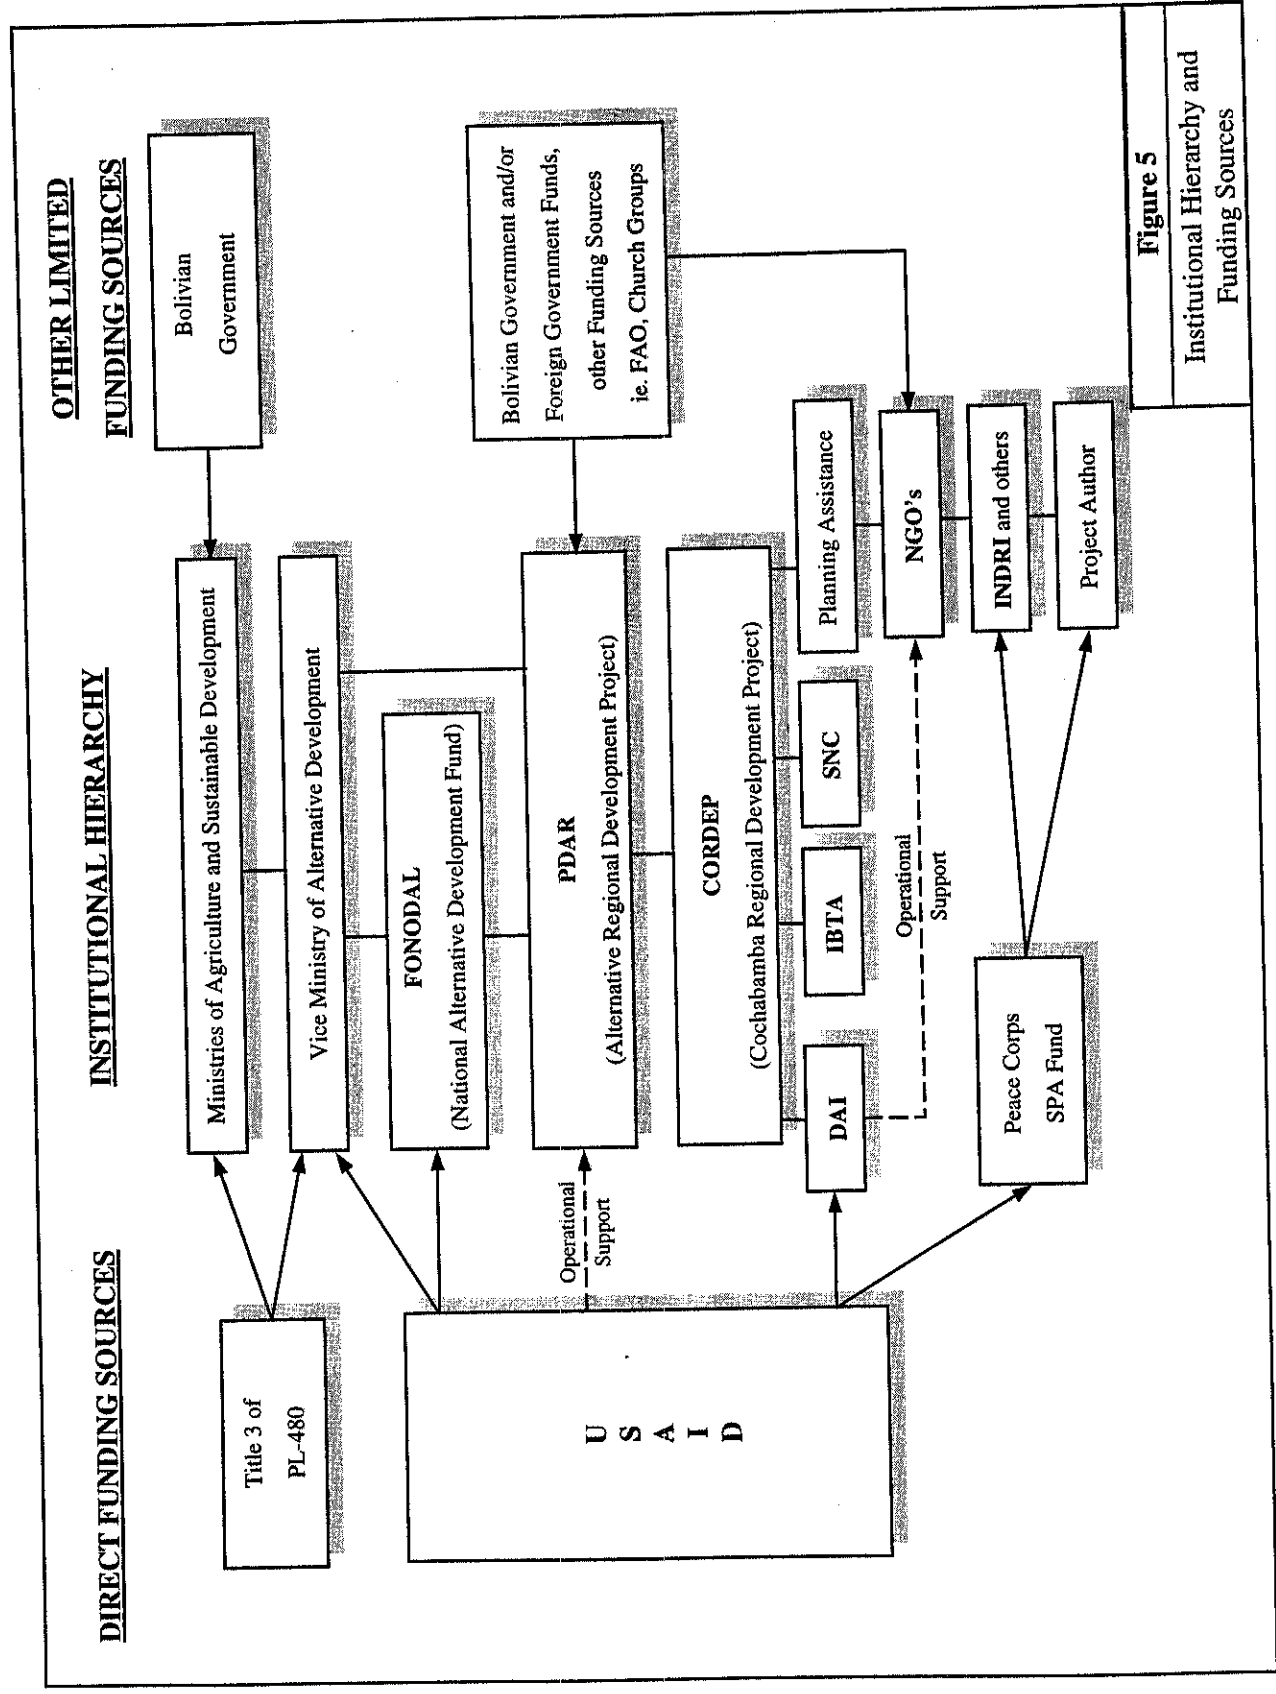 DIRECT FUNDING SOURCES
INSTITUTIONAL HIERARCHY
OTHER LIMITED
FUNDING SOURCES
Title 3 of
PL-480
Ministries of Agriculture and Sustainable Development
Bolivian
Government
Vice Ministry of Alternative Development
FONODAL
(National Alternative Development Fund)
U
S
A
I
D
Operational
Support
PDAR
(Alternative Regional Development Project)
Bolivian Government and/or
Foreign Government Funds,
other Funding Sources
ie. FAO, Church Groups
CORDEP
(Cochabamba Regional Development Project)
DAI
IBTA
SNC
Planning Assistance
Operational
Support
NGO's
INDRI and others
Project Author
Peace Corps
SPA Fund
Figure 5
Institutional Hierarchy and
Funding Sources